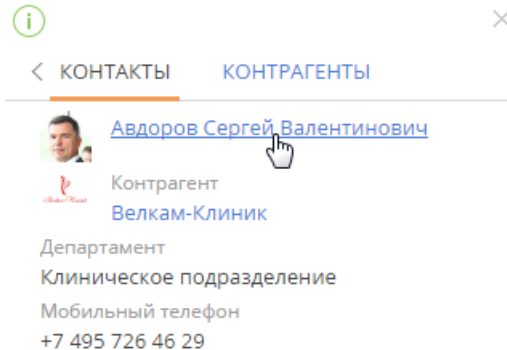 КОНТАКТЫ КОНТРАГЕНТЫ
Авдоров Сергей Валентинович
Контрагент
Велкам-Клиник
Департамент
Клиническое подразделение
Мобильный телефон
+7 495 726 46 29